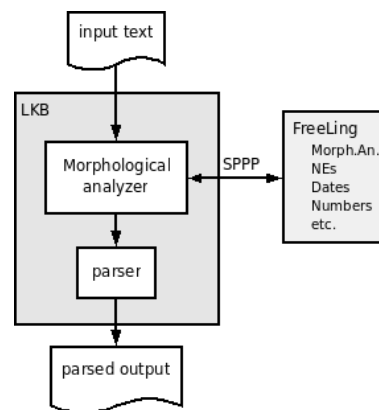 input text
LKB
Morphological
analyzer
SPPP
FreeLing
Morph.An.
NEs
Dates
Numbers
etc.
parser
parsed output